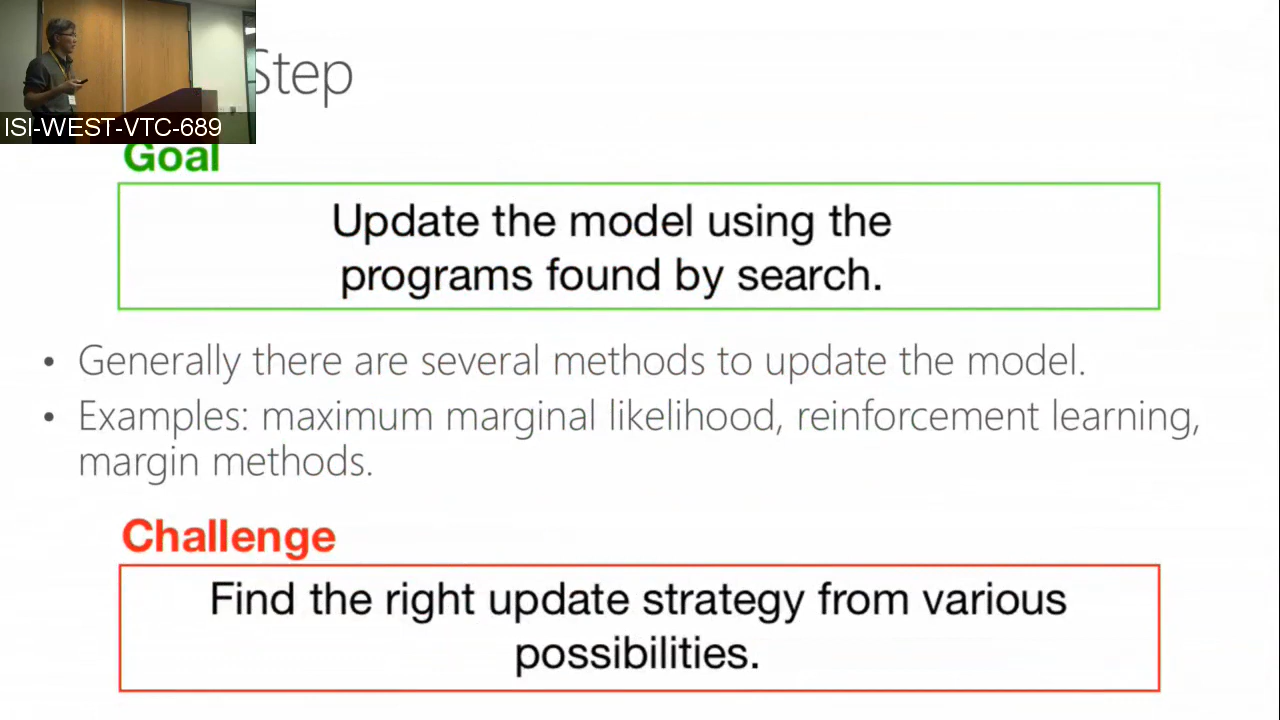 Step
ISI-WEST-VTC-689
Goal
Update the model using the
programs found by search.
• Generally there are several methods to update the model.
• Examples: maximum marginal likelihood, reinforcement learning,
margin methods.
Challenge
Find the right update strategy from various
possibilities.